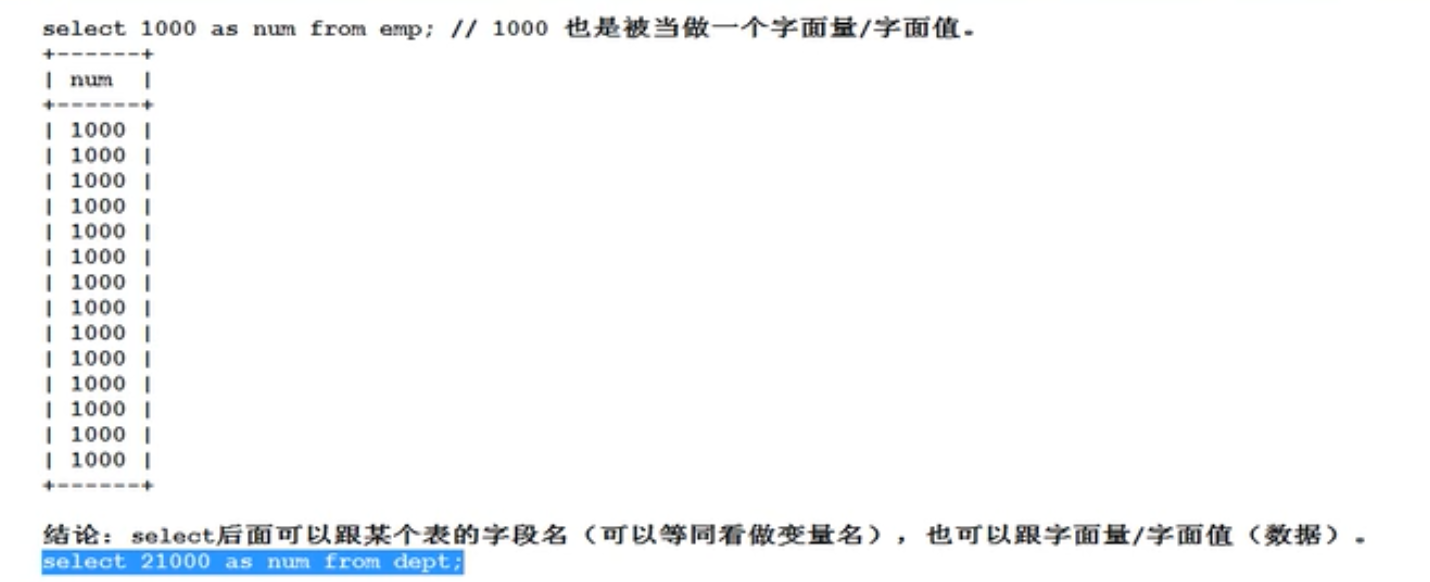 select 1000 as num from emp; // 1000 也是被当做一个字面量/字面值。
+------+
| num  |
+------+
| 1000 |
| 1000 |
| 1000 |
| 1000 |
| 1000 |
| 1000 |
| 1000 |
| 1000 |
| 1000 |
| 1000 |
| 1000 |
| 1000 |
| 1000 |
| 1000 |
+------+
结论：select后面可以跟某个表的字段名（可以等同看做变量名），也可以跟字面量/字面值（数据）。
select 21000 as num from dept;